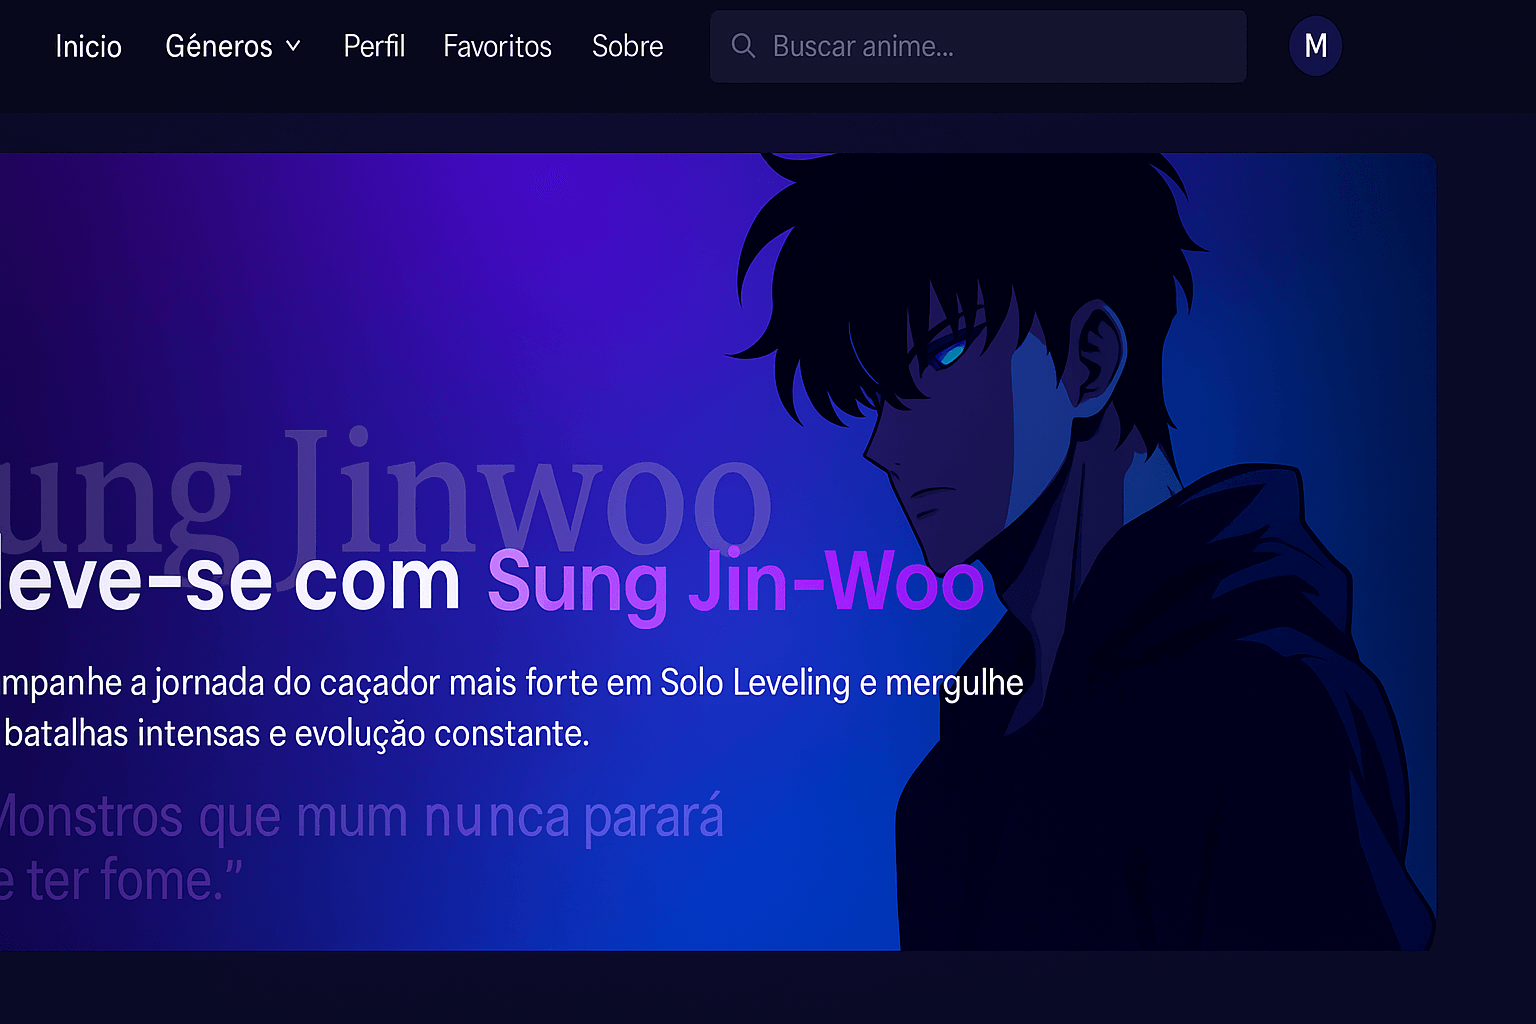 Inicio Géneros Perfil Favoritos Sobre Buscar anime... M
ung Jinwoo
leve-se com Sung Jin-Woo
mpanhe a jornada do caçador mais forte em Solo Leveling e mergulhe
batalhas intensas e evolução constante.
Monstros que mum nunca parará
e ter fome.”